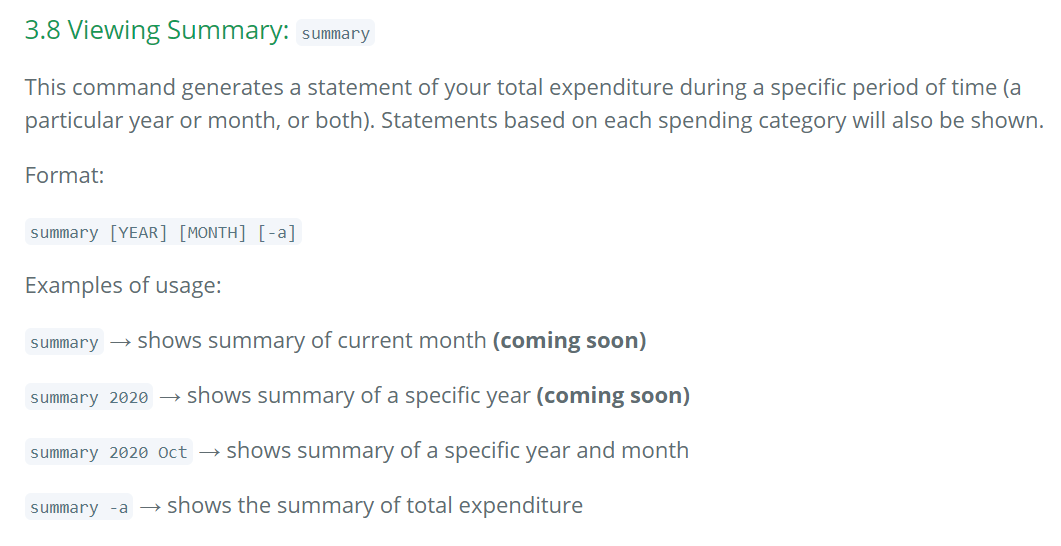 3.8 Viewing Summary: summary
This command generates a statement of your total expenditure during a specific period of time (a
particular year or month, or both). Statements based on each spending category will also be shown.
Format:
summary [YEAR] [MONTH] [-a]
Examples of usage:
summary → shows summary of current month (coming soon)
summary 2020 → shows summary of a specific year (coming soon)
summary 2020 Oct → shows summary of a specific year and month
summary -a → shows the summary of total expenditure